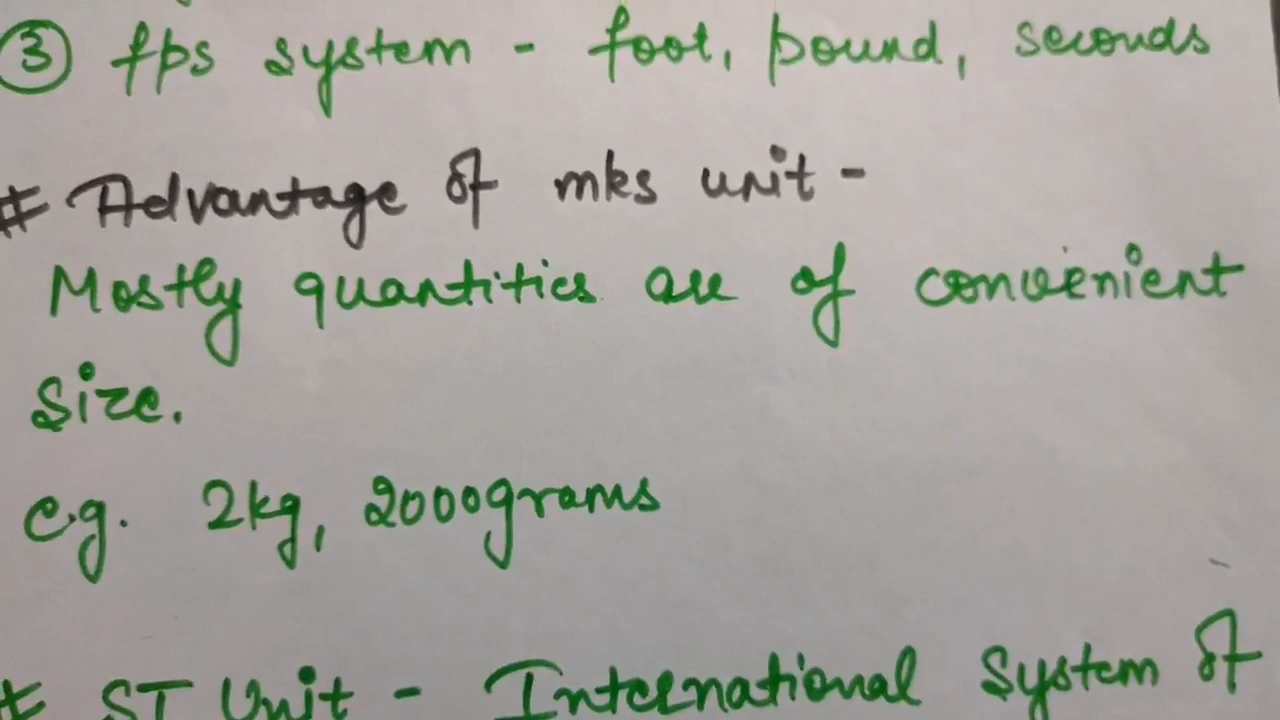 ③ fps system - foot, pound, seconds
# Advantage of mks unit -
Mostly quantities are of convenient
size.
e.g. 2kg, 2000grams
# SI Unit - International System of